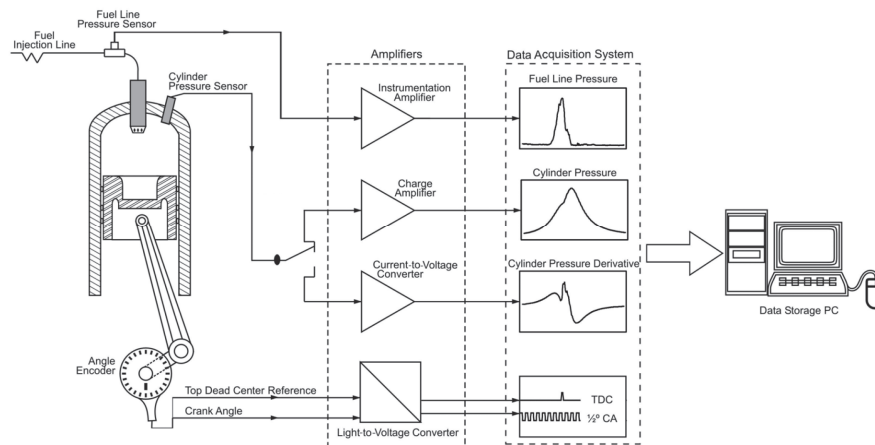 Fuel Line
Pressure Sensor
Fuel
Injection Line
Cylinder
Pressure Sensor
Amplifiers
Data Acquisition System
Instrumentation
Amplifier
Fuel Line Pressure
Charge
Amplifier
Cylinder Pressure
Current-to-Voltage
Converter
Cylinder Pressure Derivative
Data Storage PC
Angle
Encoder
Top Dead Center Reference
Crank Angle
Light-to-Voltage Converter
TDC
½º CA